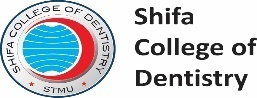 SHIFA COLLEGE OF DENTISTRY
STMU
Shifa
College of
Dentistry